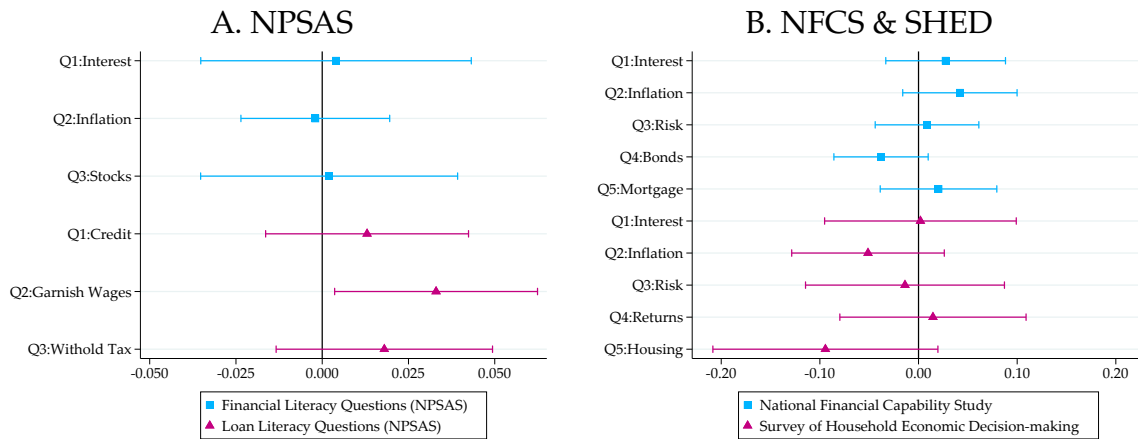 A. NPSAS
Q1:Interest
Q2:Inflation
Q3:Stocks
Q1:Credit
Q2:Garnish Wages
Q3:Withold Tax
-0.050 -0.025 0.000 0.025 0.050
Financial Literacy Questions (NPSAS)
Loan Literacy Questions (NPSAS)
B. NFCS & SHED
Q1:Interest
Q2:Inflation
Q3:Risk
Q4:Bonds
Q5:Mortgage
Q1:Interest
Q2:Inflation
Q3:Risk
Q4:Returns
Q5:Housing
-0.20 -0.10 0.00 0.10 0.20
National Financial Capability Study
Survey of Household Economic Decision-making